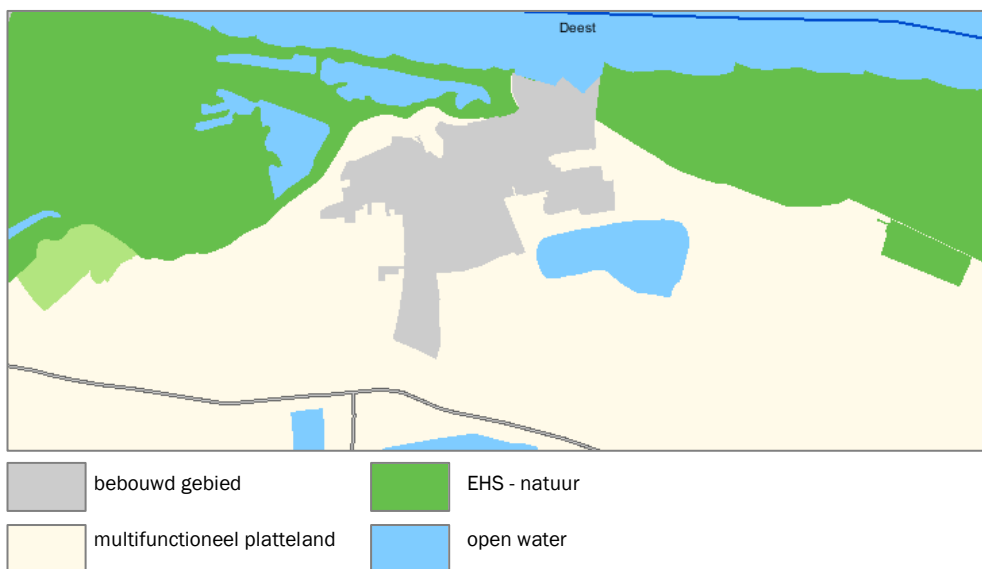 Deest
bebouwd gebied
EHS - natuur
multifunctioneel platteland
open water